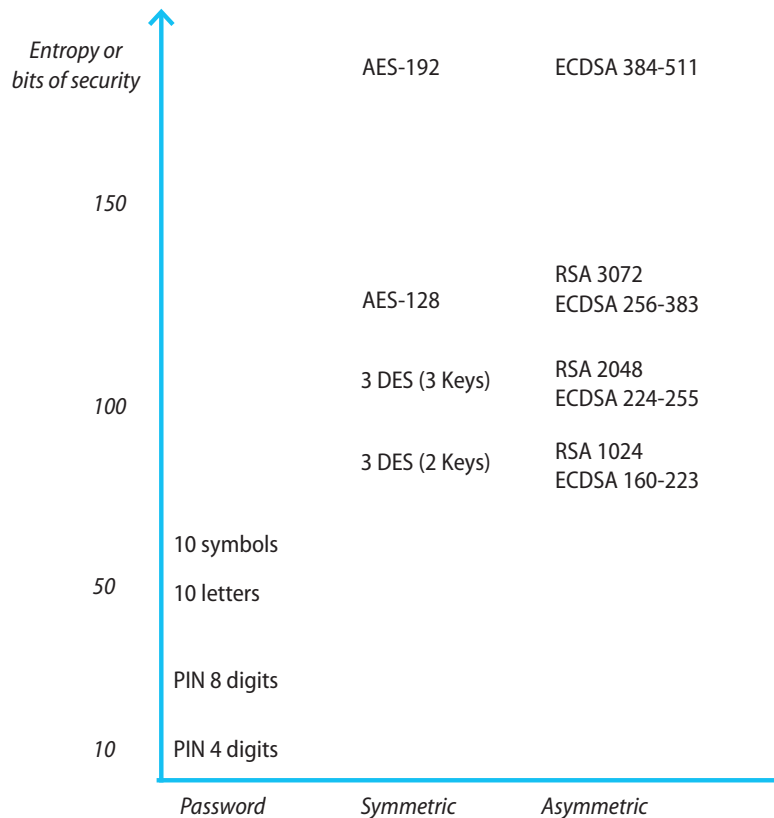 Entropy or
bits of security
AES-192
ECDSA 384-511
150
RSA 3072
AES-128
ECDSA 256-383
3 DES (3 Keys)
RSA 2048
ECDSA 224-255
100
3 DES (2 Keys)
RSA 1024
ECDSA 160-223
10 symbols
50
10 letters
PIN 8 digits
10
PIN 4 digits
Password
Symmetric
Asymmetric